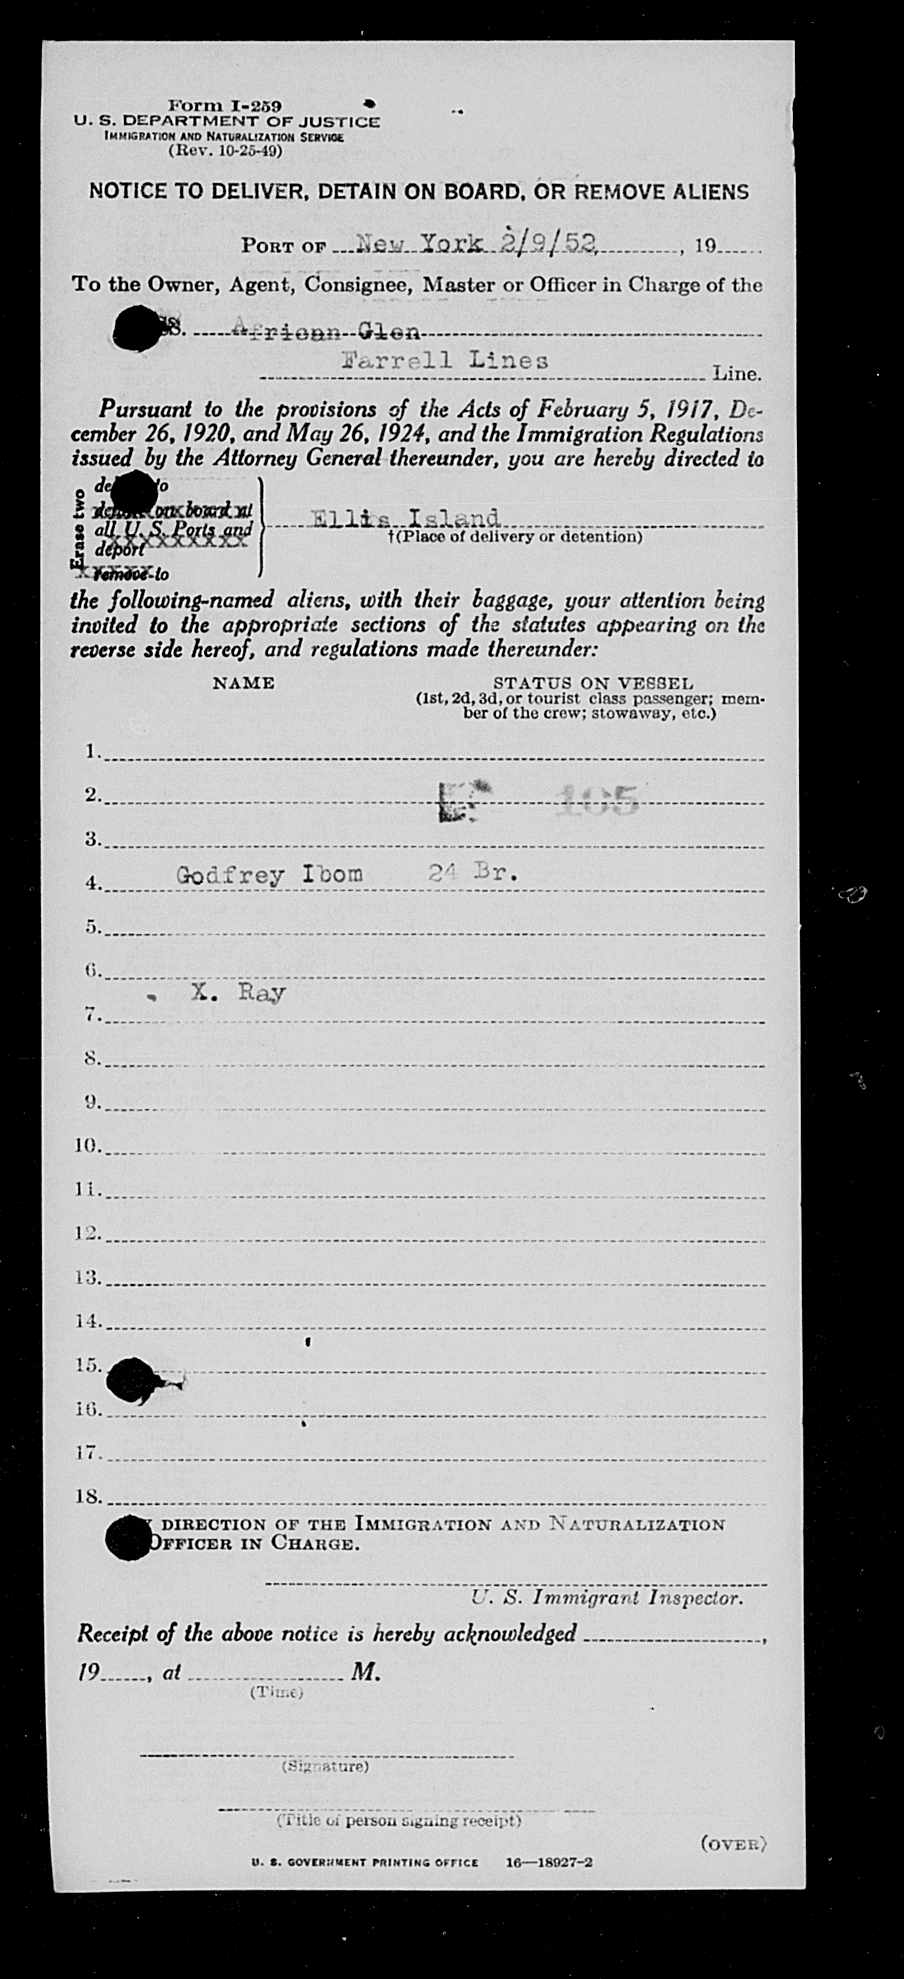 Form I-259
U. S. DEPARTMENT OF JUSTICE
IMMIGRATION AND NATURALIZATION SERVICE
(Rev. 10-25-49)
NOTICE TO DELIVER, DETAIN ON BOARD, OR REMOVE ALIENS
PORT OF New York 2/9/52, 19
To the Owner, Agent, Consignee, Master or Officer in Charge of the
SS. African Glen
Farrell Lines Line.
Pursuant to the provisions of the Acts of February 5, 1917, De-
cember 26, 1920, and May 26, 1924, and the Immigration Regulations
issued by the Attorney General thereunder, you are hereby directed to
Erase two
to
on board at
all U. S. Ports and
deport
remove to
Ellis Island
†(Place of delivery or detention)
the following-named aliens, with their baggage, your attention being
invited to the appropriate sections of the statutes appearing on the
reverse side hereof, and regulations made thereunder:
NAME STATUS ON VESSEL
(1st, 2d, 3d, or tourist class passenger; mem-
ber of the crew; stowaway, etc.)
1.
2. 105
3.
4. Godfrey Ibom 24 Br.
5.
6.
X. Ray
7.
8.
9.
10.
11.
12.
13.
14.
15.
16.
17.
18.
DIRECTION OF THE IMMIGRATION AND NATURALIZATION
OFFICER IN CHARGE.
U. S. Immigrant Inspector.
Receipt of the above notice is hereby acknowledged ,
19 , at M.
(Time)
(Signature)
(Title of person signing receipt)
(OVER)
U. S. GOVERNMENT PRINTING OFFICE 16—18927-2